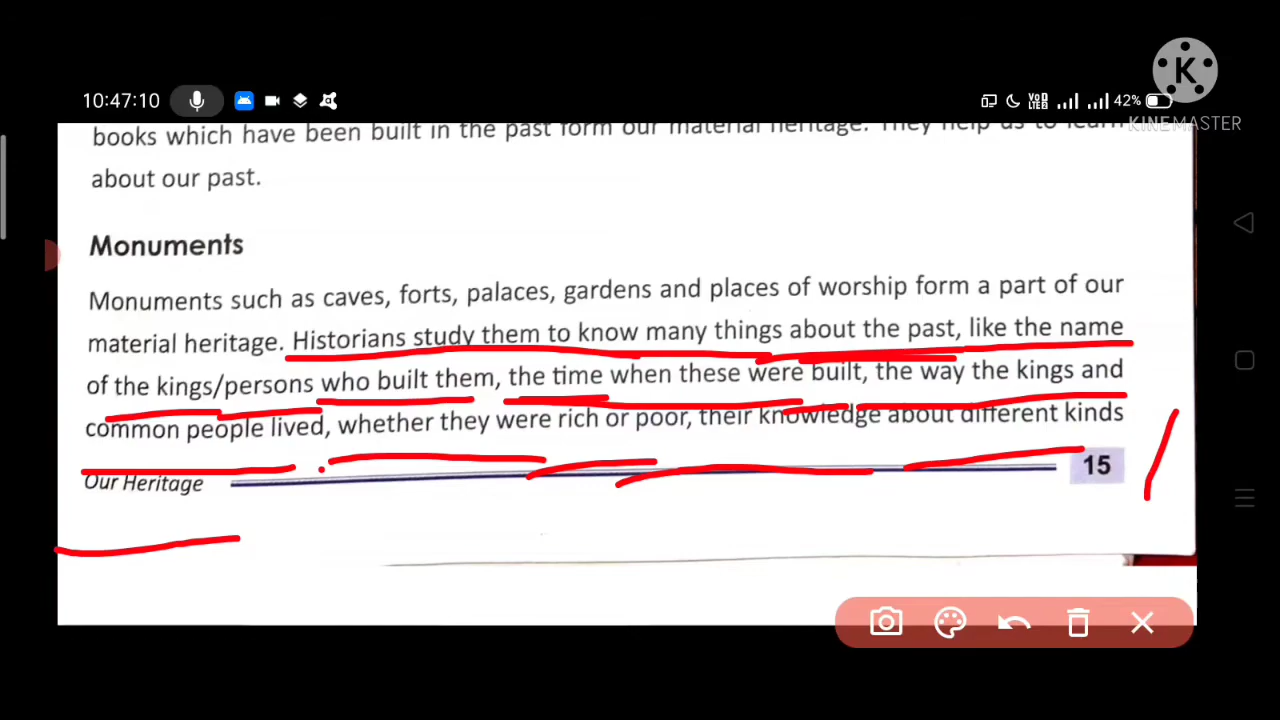 10:47:10
VoD LTE2 42%
K
KINEMASTER
books which have been built in the past form our material heritage. They help us to learn
about our past.
Monuments
Monuments such as caves, forts, palaces, gardens and places of worship form a part of our
material heritage. Historians study them to know many things about the past, like the name
of the kings/persons who built them, the time when these were built, the way the kings and
common people lived, whether they were rich or poor, their knowledge about different kinds
Our Heritage 15